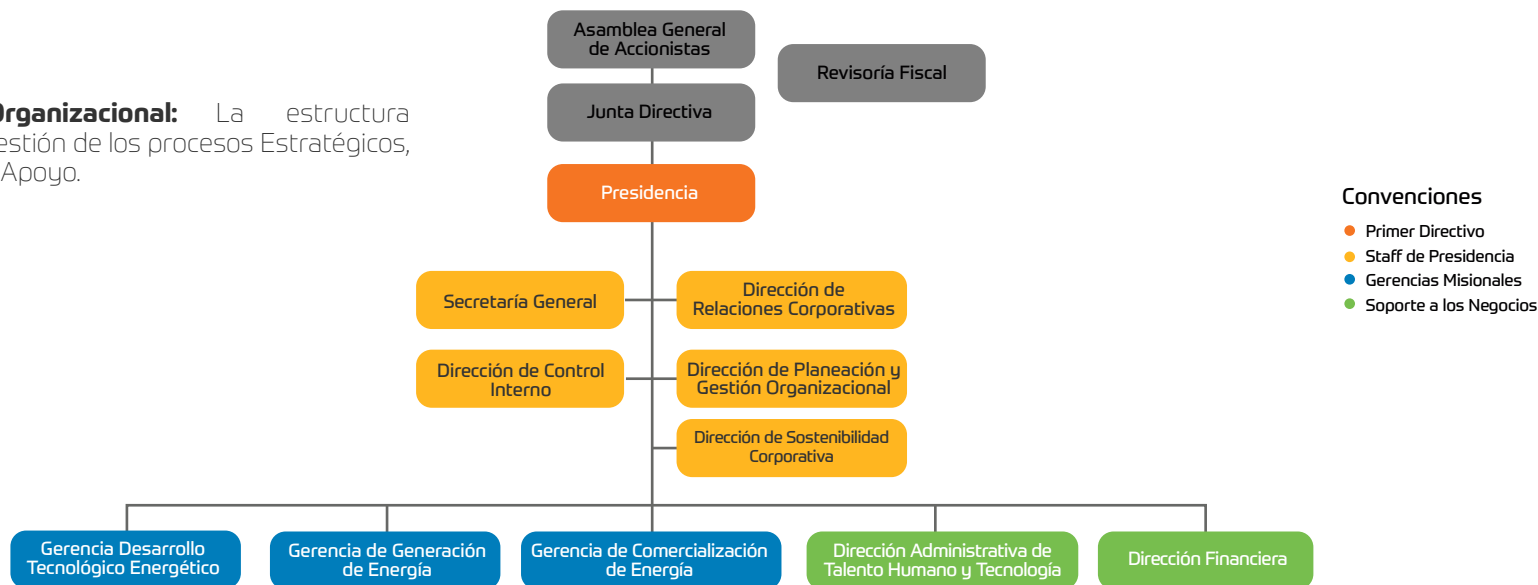 Organizacional: La estructura
estión de los procesos Estratégicos,
Apoyo.
Asamblea General
de Accionistas
Revisoría Fiscal
Junta Directiva
Presidencia
Secretaría General
Dirección de
Relaciones Corporativas
Dirección de Control
Interno
Dirección de Planeación y
Gestión Organizacional
Dirección de Sostenibilidad
Corporativa
Gerencia Desarrollo
Tecnológico Energético
Gerencia de Generación
de Energía
Gerencia de Comercialización
de Energía
Dirección Administrativa de
Talento Humano y Tecnología
Dirección Financiera
Convenciones
Primer Directivo
Staff de Presidencia
Gerencias Misionales
Soporte a los Negocios